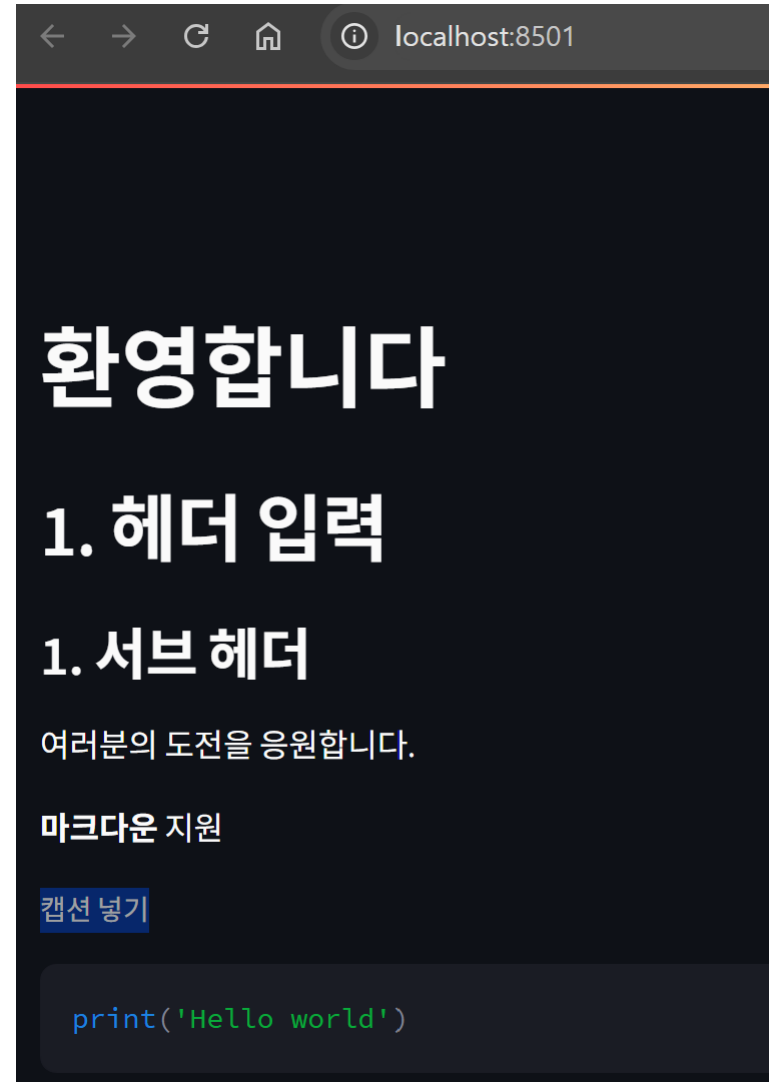 localhost:8501
환영합니다
1. 헤더 입력
1. 서브 헤더
여러분의 도전을 응원합니다.
마크다운 지원
캡션 넣기
print('Hello world')